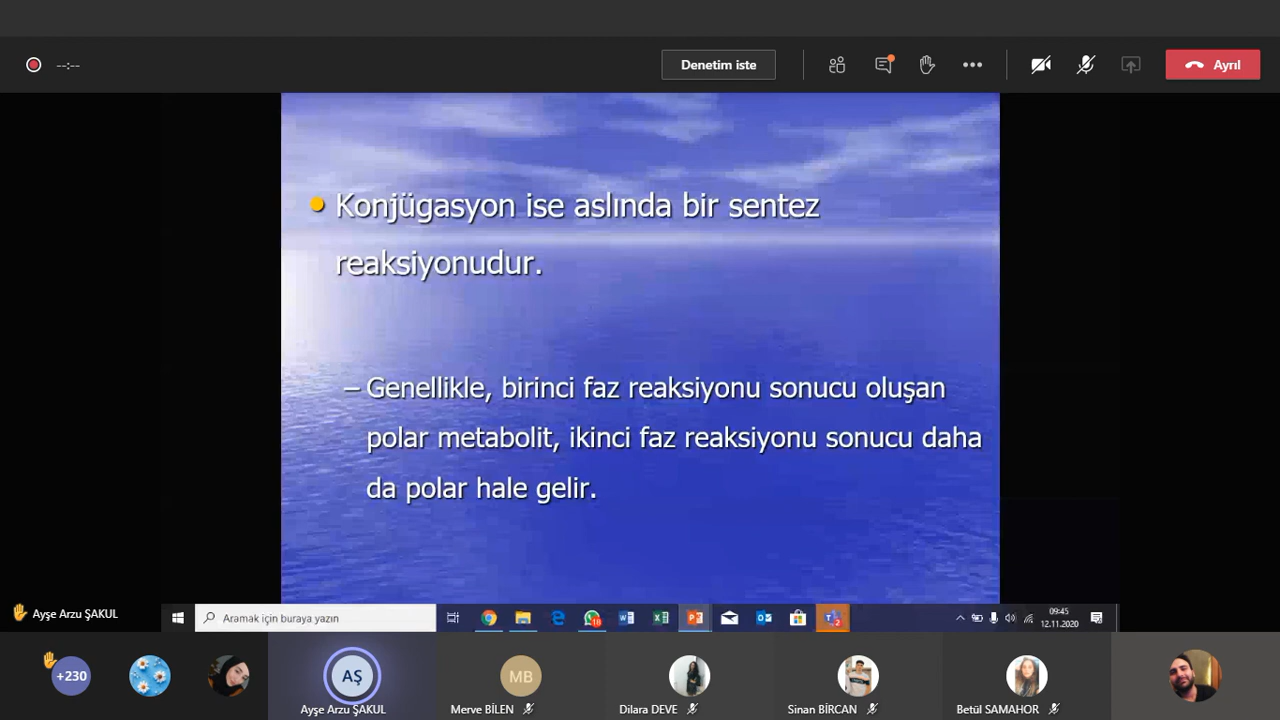 --:--
Denetim iste
Ayrıl
• Konjügasyon ise aslında bir sentez
reaksiyonudur.
– Genellikle, birinci faz reaksiyonu sonucu oluşan
polar metabolit, ikinci faz reaksiyonu sonucu daha
da polar hale gelir.
Ayşe Arzu ŞAKUL
Aramak için buraya yazın
09:45
12.11.2020
+230
AŞ
Ayşe Arzu ŞAKUL
MB
Merve BİLEN
Dilara DEVE
Sinan BİRCAN
Betül SAMAHOR